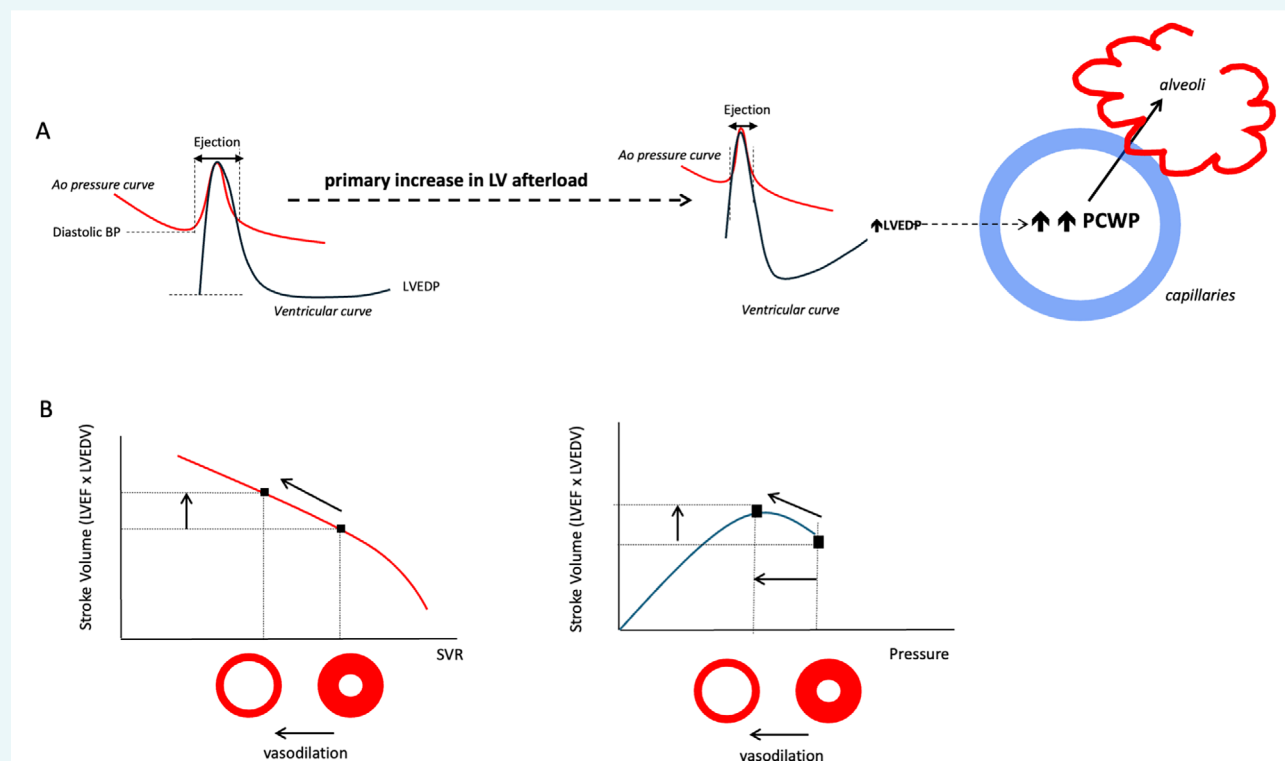 A
Ejection
Ao pressure curve
Diastolic BP
LVEDP
Ventricular curve
primary increase in LV afterload
Ejection
Ao pressure curve
LVEDP
Ventricular curve
PCWP
alveoli
capillaries
B
Stroke Volume (LVEF x LVEDV)
SVR
vasodilation
Stroke Volume (LVEF x LVEDV)
Pressure
vasodilation